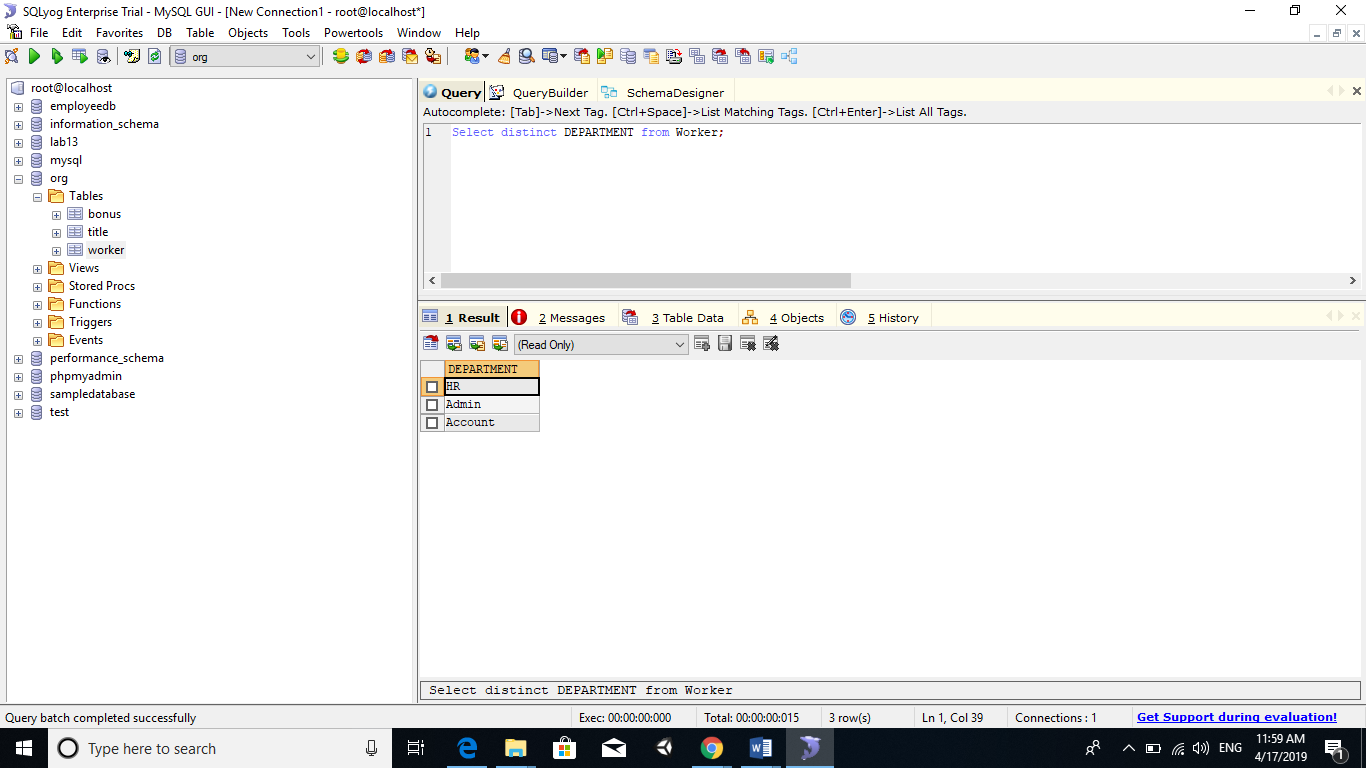 SQLyog Enterprise Trial - MySQL GUI - [New Connection1 - root@localhost*]
File Edit Favorites DB Table Objects Tools Powertools Window Help
org
root@localhost
employeedb
information_schema
lab13
mysql
org
Tables
bonus
title
worker
Views
Stored Procs
Functions
Triggers
Events
performance_schema
phpmyadmin
sampledatabase
test
Query QueryBuilder SchemaDesigner
Autocomplete: [Tab]->Next Tag. [Ctrl+Space]->List Matching Tags. [Ctrl+Enter]->List All Tags.
1 Select distinct DEPARTMENT from Worker;
1 Result 2 Messages 3 Table Data 4 Objects 5 History
(Read Only)
DEPARTMENT
HR
Admin
Account
Select distinct DEPARTMENT from Worker
Query batch completed successfully Exec: 00:00:00:000 Total: 00:00:00:015 3 row(s) Ln 1, Col 39 Connections : 1 Get Support during evaluation!
Type here to search ENG 11:59 AM
4/17/2019 1